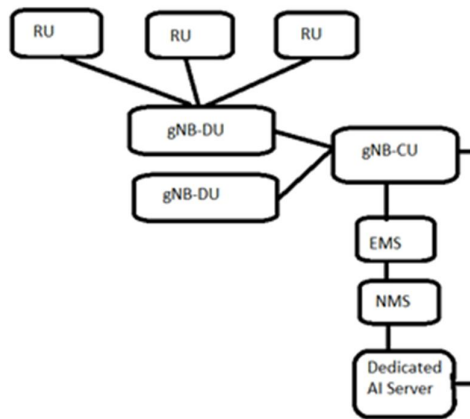 RU
RU
RU
gNB-DU
gNB-CU
gNB-DU
EMS
NMS
Dedicated
AI Server